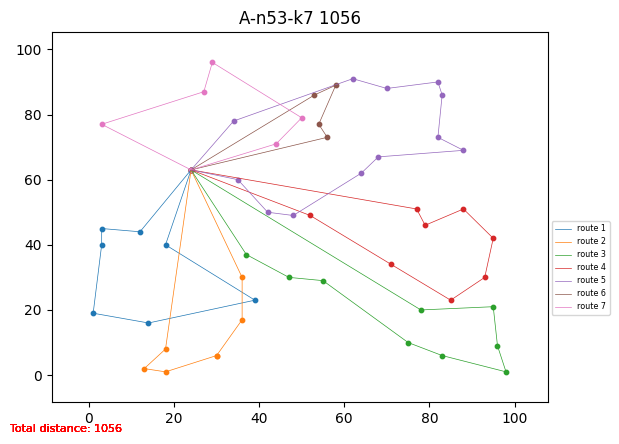 A-n53-k7 1056
100
80
60
40
20
0
0 20 40 60 80 100
route 1
route 2
route 3
route 4
route 5
route 6
route 7
Total distance: 1056